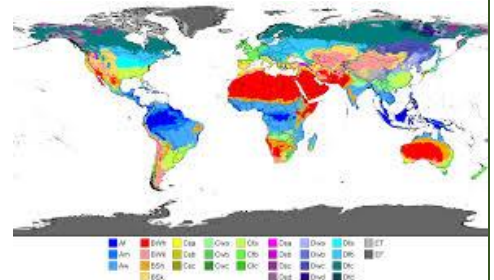 Af BWh Csa Cwa Cfa Dsa Dwa Dfa ET
Am BWk Csb Cwb Cfb Dsb Dwb Dfb EF
Aw BSh Csc Cwc Cfc Dsc Dwc Dfc
BSk Dsd Dwd Dfd